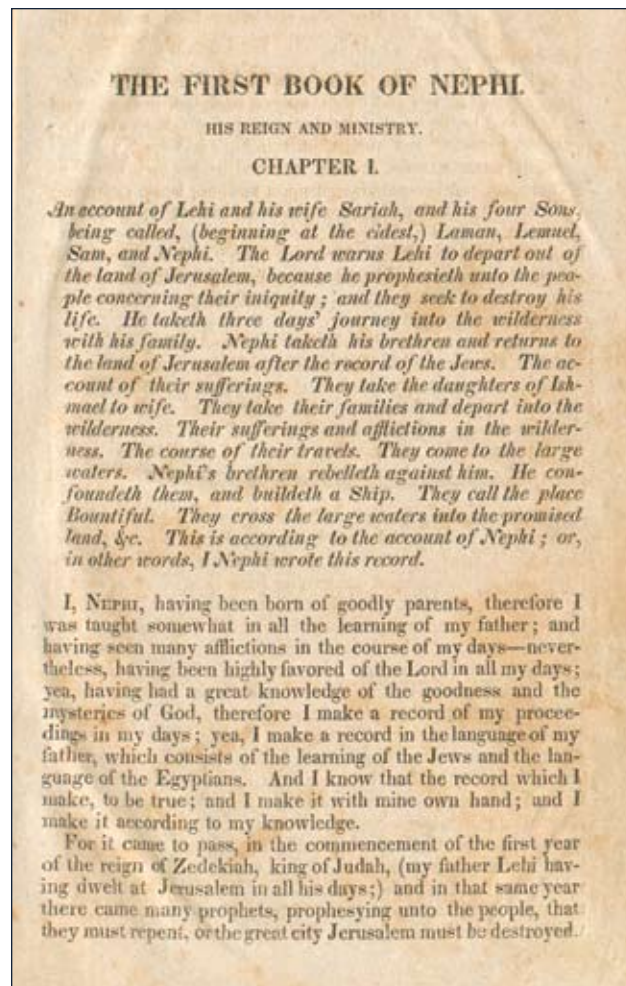 THE FIRST BOOK OF NEPHI.
HIS REIGN AND MINISTRY.
CHAPTER I.
An account of Lehi and his wife Sariah, and his four Sons,
being called, (beginning at the eldest,) Laman, Lemuel,
Sam, and Nephi. The Lord warns Lehi to depart out of
the land of Jerusalem, because he prophesieth unto the peo-
ple concerning their iniquity; and they seek to destroy his
life. He taketh three days' journey into the wilderness
with his family. Nephi taketh his brethren and returns to
the land of Jerusalem after the record of the Jews. The ac-
count of their sufferings. They take the daughters of Ish-
mael to wife. They take their families and depart into the
wilderness. Their sufferings and afflictions in the wilder-
ness. The course of their travels. They come to the large
waters. Nephi's brethren rebelleth against him. He con-
foundeth them, and buildeth a Ship. They call the place
Bountiful. They cross the large waters into the promised
land, &c. This is according to the account of Nephi; or,
in other words, I Nephi wrote this record.
I, NEPHI, having been born of goodly parents, therefore I
was taught somewhat in all the learning of my father; and
having seen many afflictions in the course of my days—never-
theless, having been highly favored of the Lord in all my days;
yea, having had a great knowledge of the goodness and the
mysteries of God, therefore I make a record of my procee-
dings in my days; yea, I make a record in the language of my
father, which consists of the learning of the Jews and the lan-
guage of the Egyptians. And I know that the record which I
make, to be true; and I make it with mine own hand; and I
make it according to my knowledge.
For it came to pass, in the commencement of the first year
of the reign of Zedekiah, king of Judah, (my father Lehi hav-
ing dwelt at Jerusalem in all his days;) and in that same year
there came many prophets, prophesying unto the people, that
they must repent, or the great city Jerusalem must be destroyed.